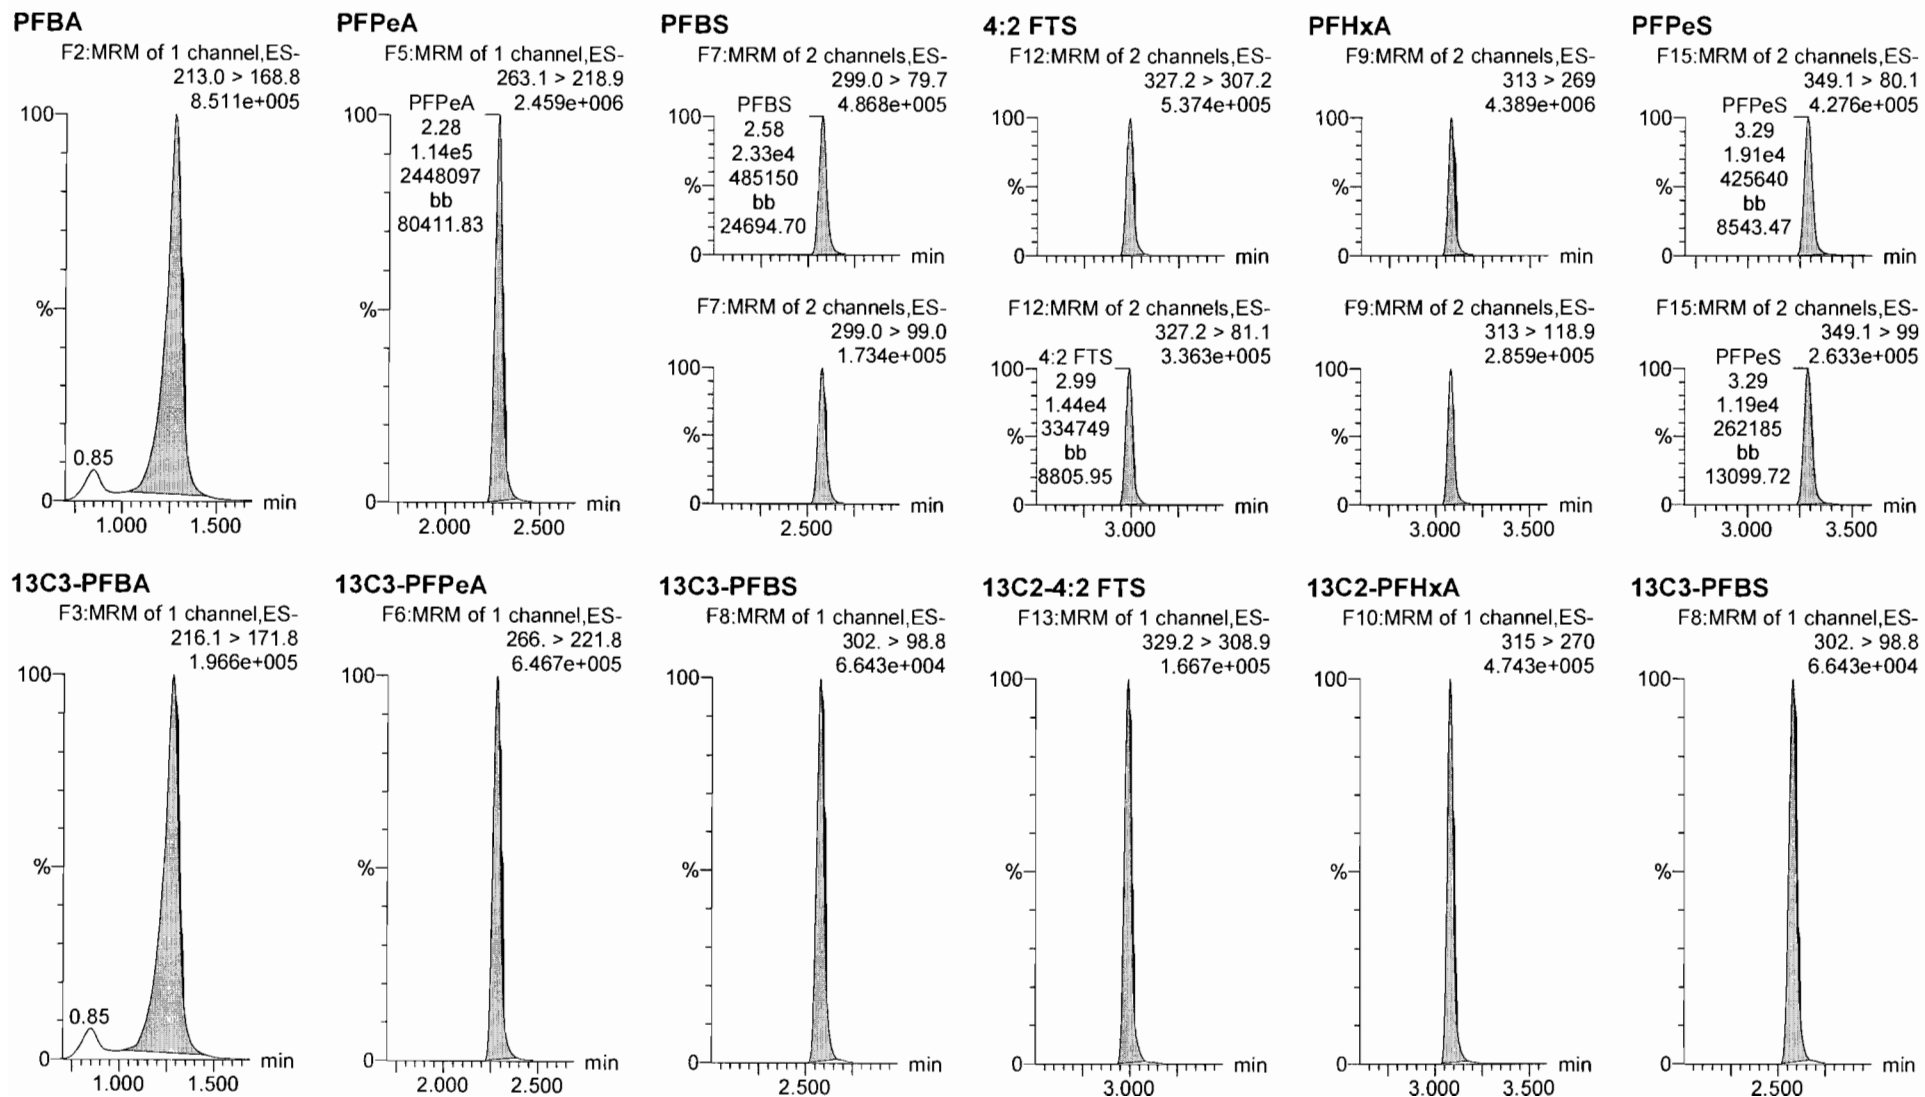 PFBA
F2:MRM of 1 channel,ES-
213.0 > 168.8
8.511e+005
100
%
0.85
0
min
1.000 1.500
PFPeA
F5:MRM of 1 channel,ES-
263.1 > 218.9
2.459e+006
100
PFPeA
2.28
1.14e5
2448097
bb
80411.83
%
0
min
2.000 2.500
PFBS
F7:MRM of 2 channels,ES-
299.0 > 79.7
4.868e+005
100
PFBS
2.58
2.33e4
485150
bb
24694.70
%
0
min
F7:MRM of 2 channels,ES-
299.0 > 99.0
1.734e+005
100
%
0
min
2.500
4:2 FTS
F12:MRM of 2 channels,ES-
327.2 > 307.2
5.374e+005
100
%
0
min
F12:MRM of 2 channels,ES-
327.2 > 81.1
3.363e+005
100
4:2 FTS
2.99
1.44e4
334749
bb
8805.95
%
0
min
3.000
PFHxA
F9:MRM of 2 channels,ES-
313 > 269
4.389e+006
100
%
0
min
F9:MRM of 2 channels,ES-
313 > 118.9
2.859e+005
100
%
0
min
3.000 3.500
PFPeS
F15:MRM of 2 channels,ES-
349.1 > 80.1
4.276e+005
100
PFPeS
3.29
1.91e4
425640
bb
8543.47
%
0
min
F15:MRM of 2 channels,ES-
349.1 > 99
2.633e+005
100
PFPeS
3.29
1.19e4
262185
bb
13099.72
%
0
min
3.000 3.500
13C3-PFBA
F3:MRM of 1 channel,ES-
216.1 > 171.8
1.966e+005
100
%
0.85
0
min
1.000 1.500
13C3-PFPeA
F6:MRM of 1 channel,ES-
266. > 221.8
6.467e+005
100
%
0
min
2.000 2.500
13C3-PFBS
F8:MRM of 1 channel,ES-
302. > 98.8
6.643e+004
100
%
0
min
2.500
13C2-4:2 FTS
F13:MRM of 1 channel,ES-
329.2 > 308.9
1.667e+005
100
%
0
min
3.000
13C2-PFHxA
F10:MRM of 1 channel,ES-
315 > 270
4.743e+005
100
%
0
min
3.000 3.500
13C3-PFBS
F8:MRM of 1 channel,ES-
302. > 98.8
6.643e+004
100
%
0
min
2.500